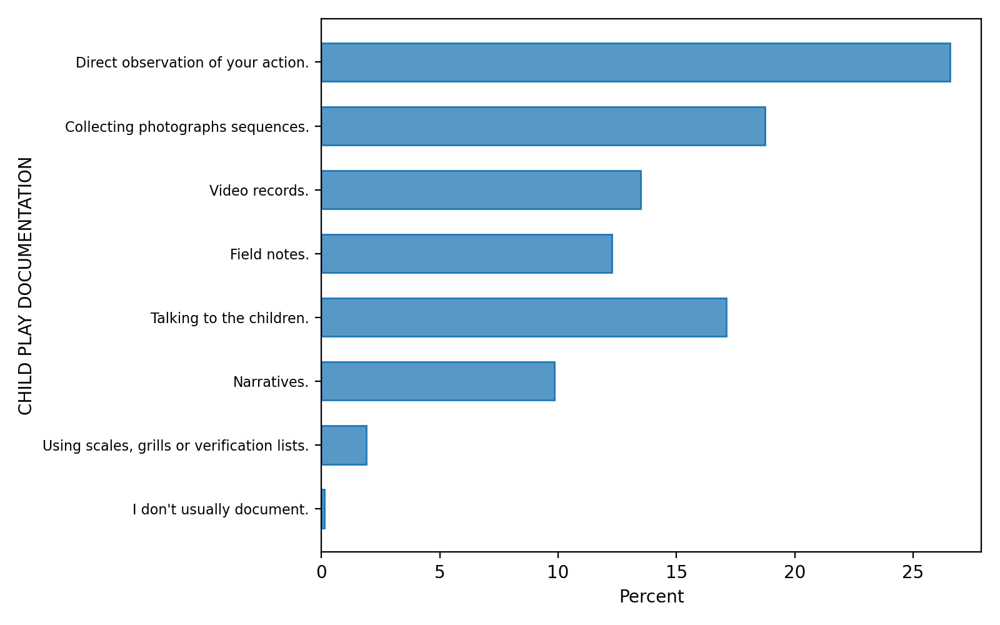 CHILD PLAY DOCUMENTATION
Direct observation of your action.
Collecting photographs sequences.
Video records.
Field notes.
Talking to the children.
Narratives.
Using scales, grills or verification lists.
I don't usually document.
0 5 10 15 20 25
Percent